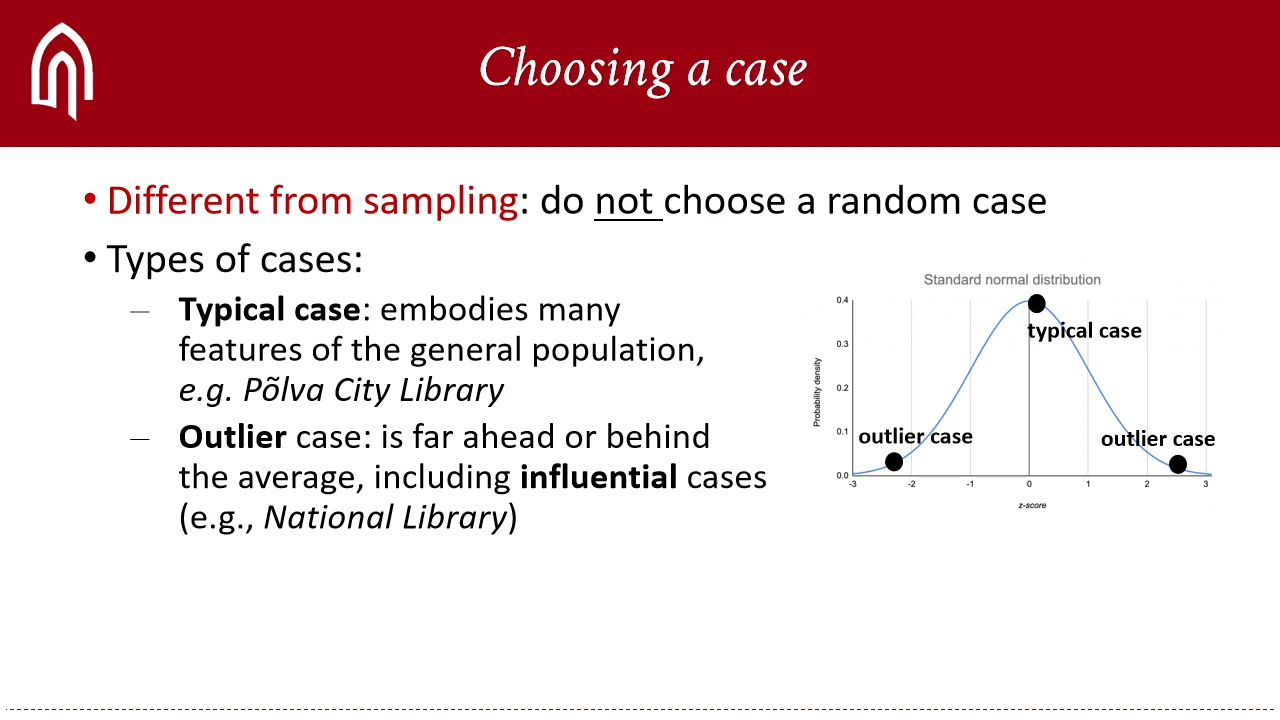 Choosing a case
• Different from sampling: do not choose a random case
• Types of cases:
– Typical case: embodies many
features of the general population,
e.g. Põlva City Library
– Outlier case: is far ahead or behind
the average, including influential cases
(e.g., National Library)
Standard normal distribution
0.4
0.3
0.2
0.1
0.0
Probability density
typical case
outlier case
outlier case
-3 -2 -1 0 1 2 3
z-score